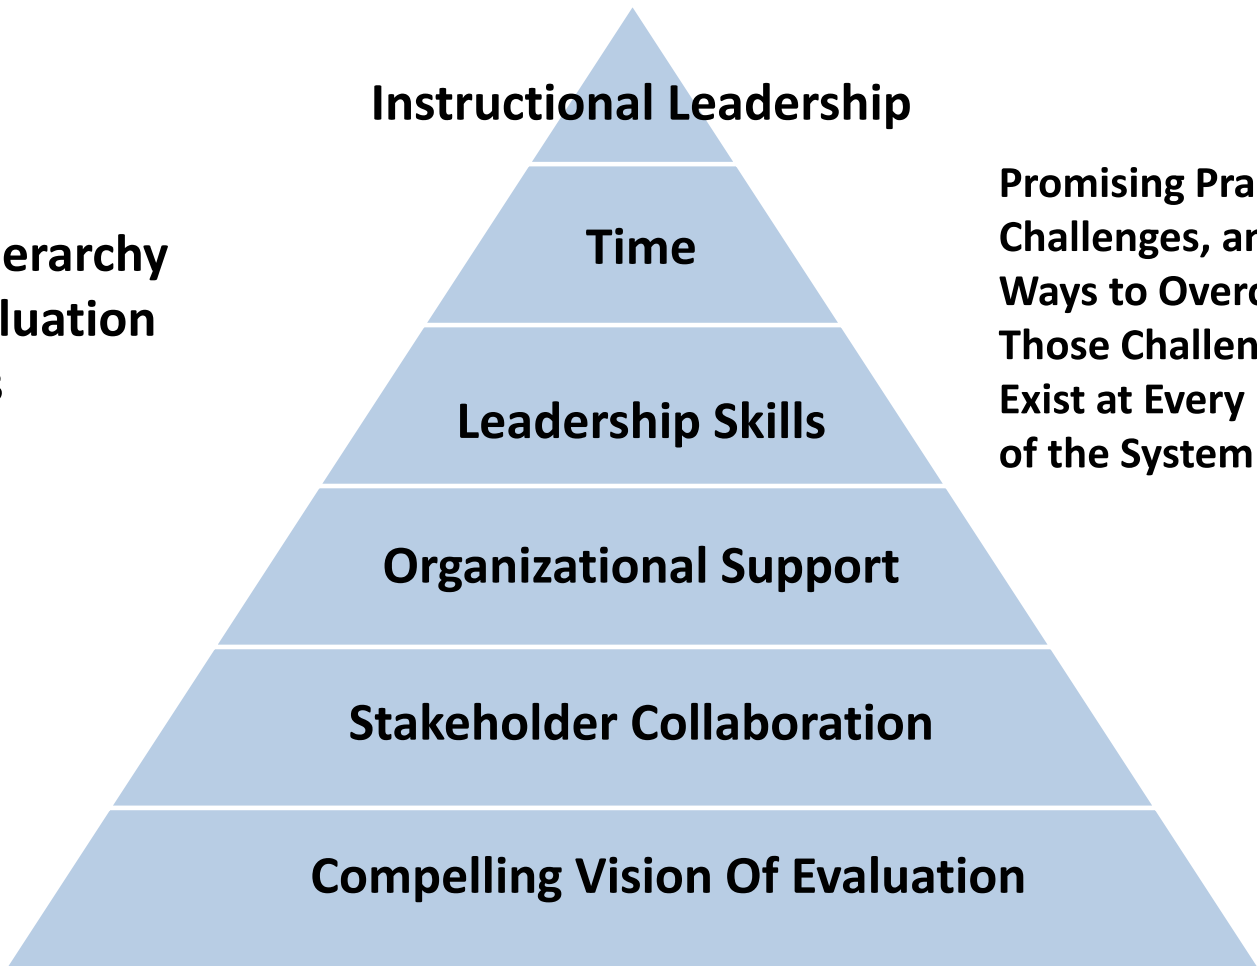 Instructional Leadership
Time
Leadership Skills
Organizational Support
Stakeholder Collaboration
Compelling Vision Of Evaluation
erarchy
luation
s
Promising Pra
Challenges, an
Ways to Overc
Those Challen
Exist at Every
of the System